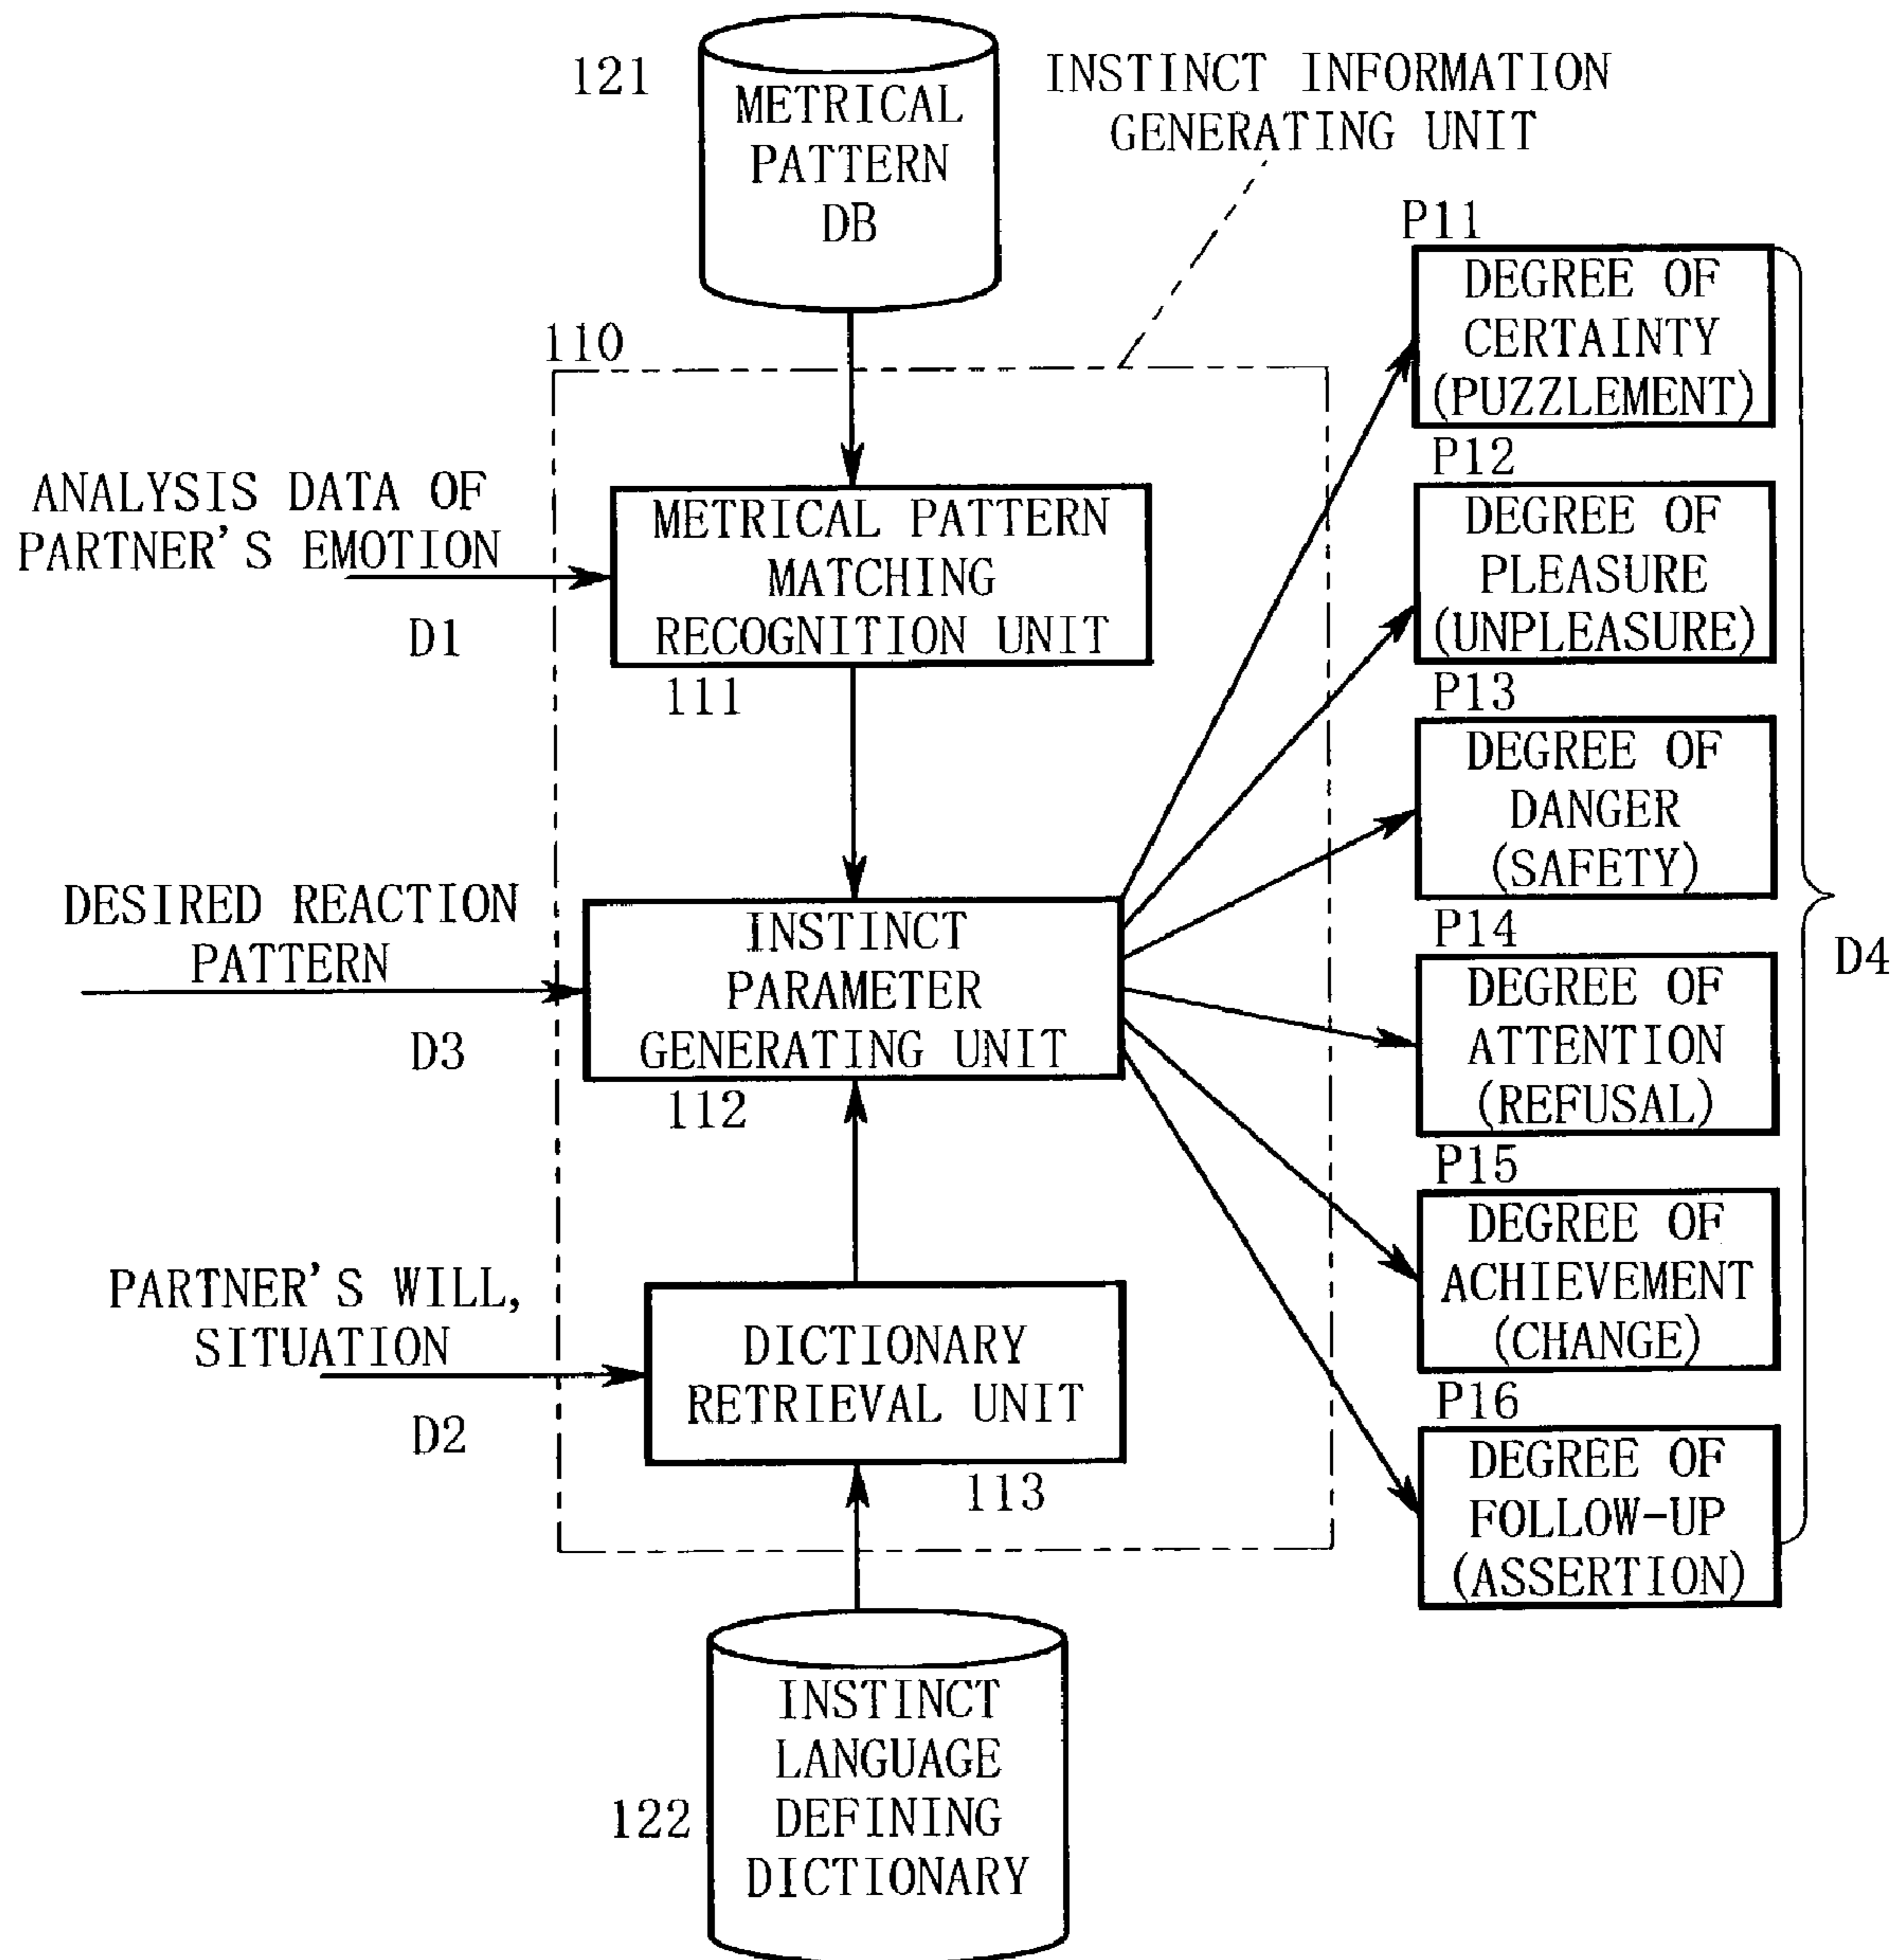 121
METRICAL
PATTERN
DB
INSTINCT INFORMATION
GENERATING UNIT
110
ANALYSIS DATA OF
PARTNER'S EMOTION
D1
METRICAL PATTERN
MATCHING
RECOGNITION UNIT
111
DESIRED REACTION
PATTERN
D3
INSTINCT
PARAMETER
GENERATING UNIT
112
PARTNER'S WILL,
SITUATION
D2
DICTIONARY
RETRIEVAL UNIT
113
122
INSTINCT
LANGUAGE
DEFINING
DICTIONARY
P11
DEGREE OF
CERTAINTY
(PUZZLEMENT)
P12
DEGREE OF
PLEASURE
(UNPLEASURE)
P13
DEGREE OF
DANGER
(SAFETY)
P14
DEGREE OF
ATTENTION
(REFUSAL)
P15
DEGREE OF
ACHIEVEMENT
(CHANGE)
P16
DEGREE OF
FOLLOW-UP
(ASSERTION)
D4